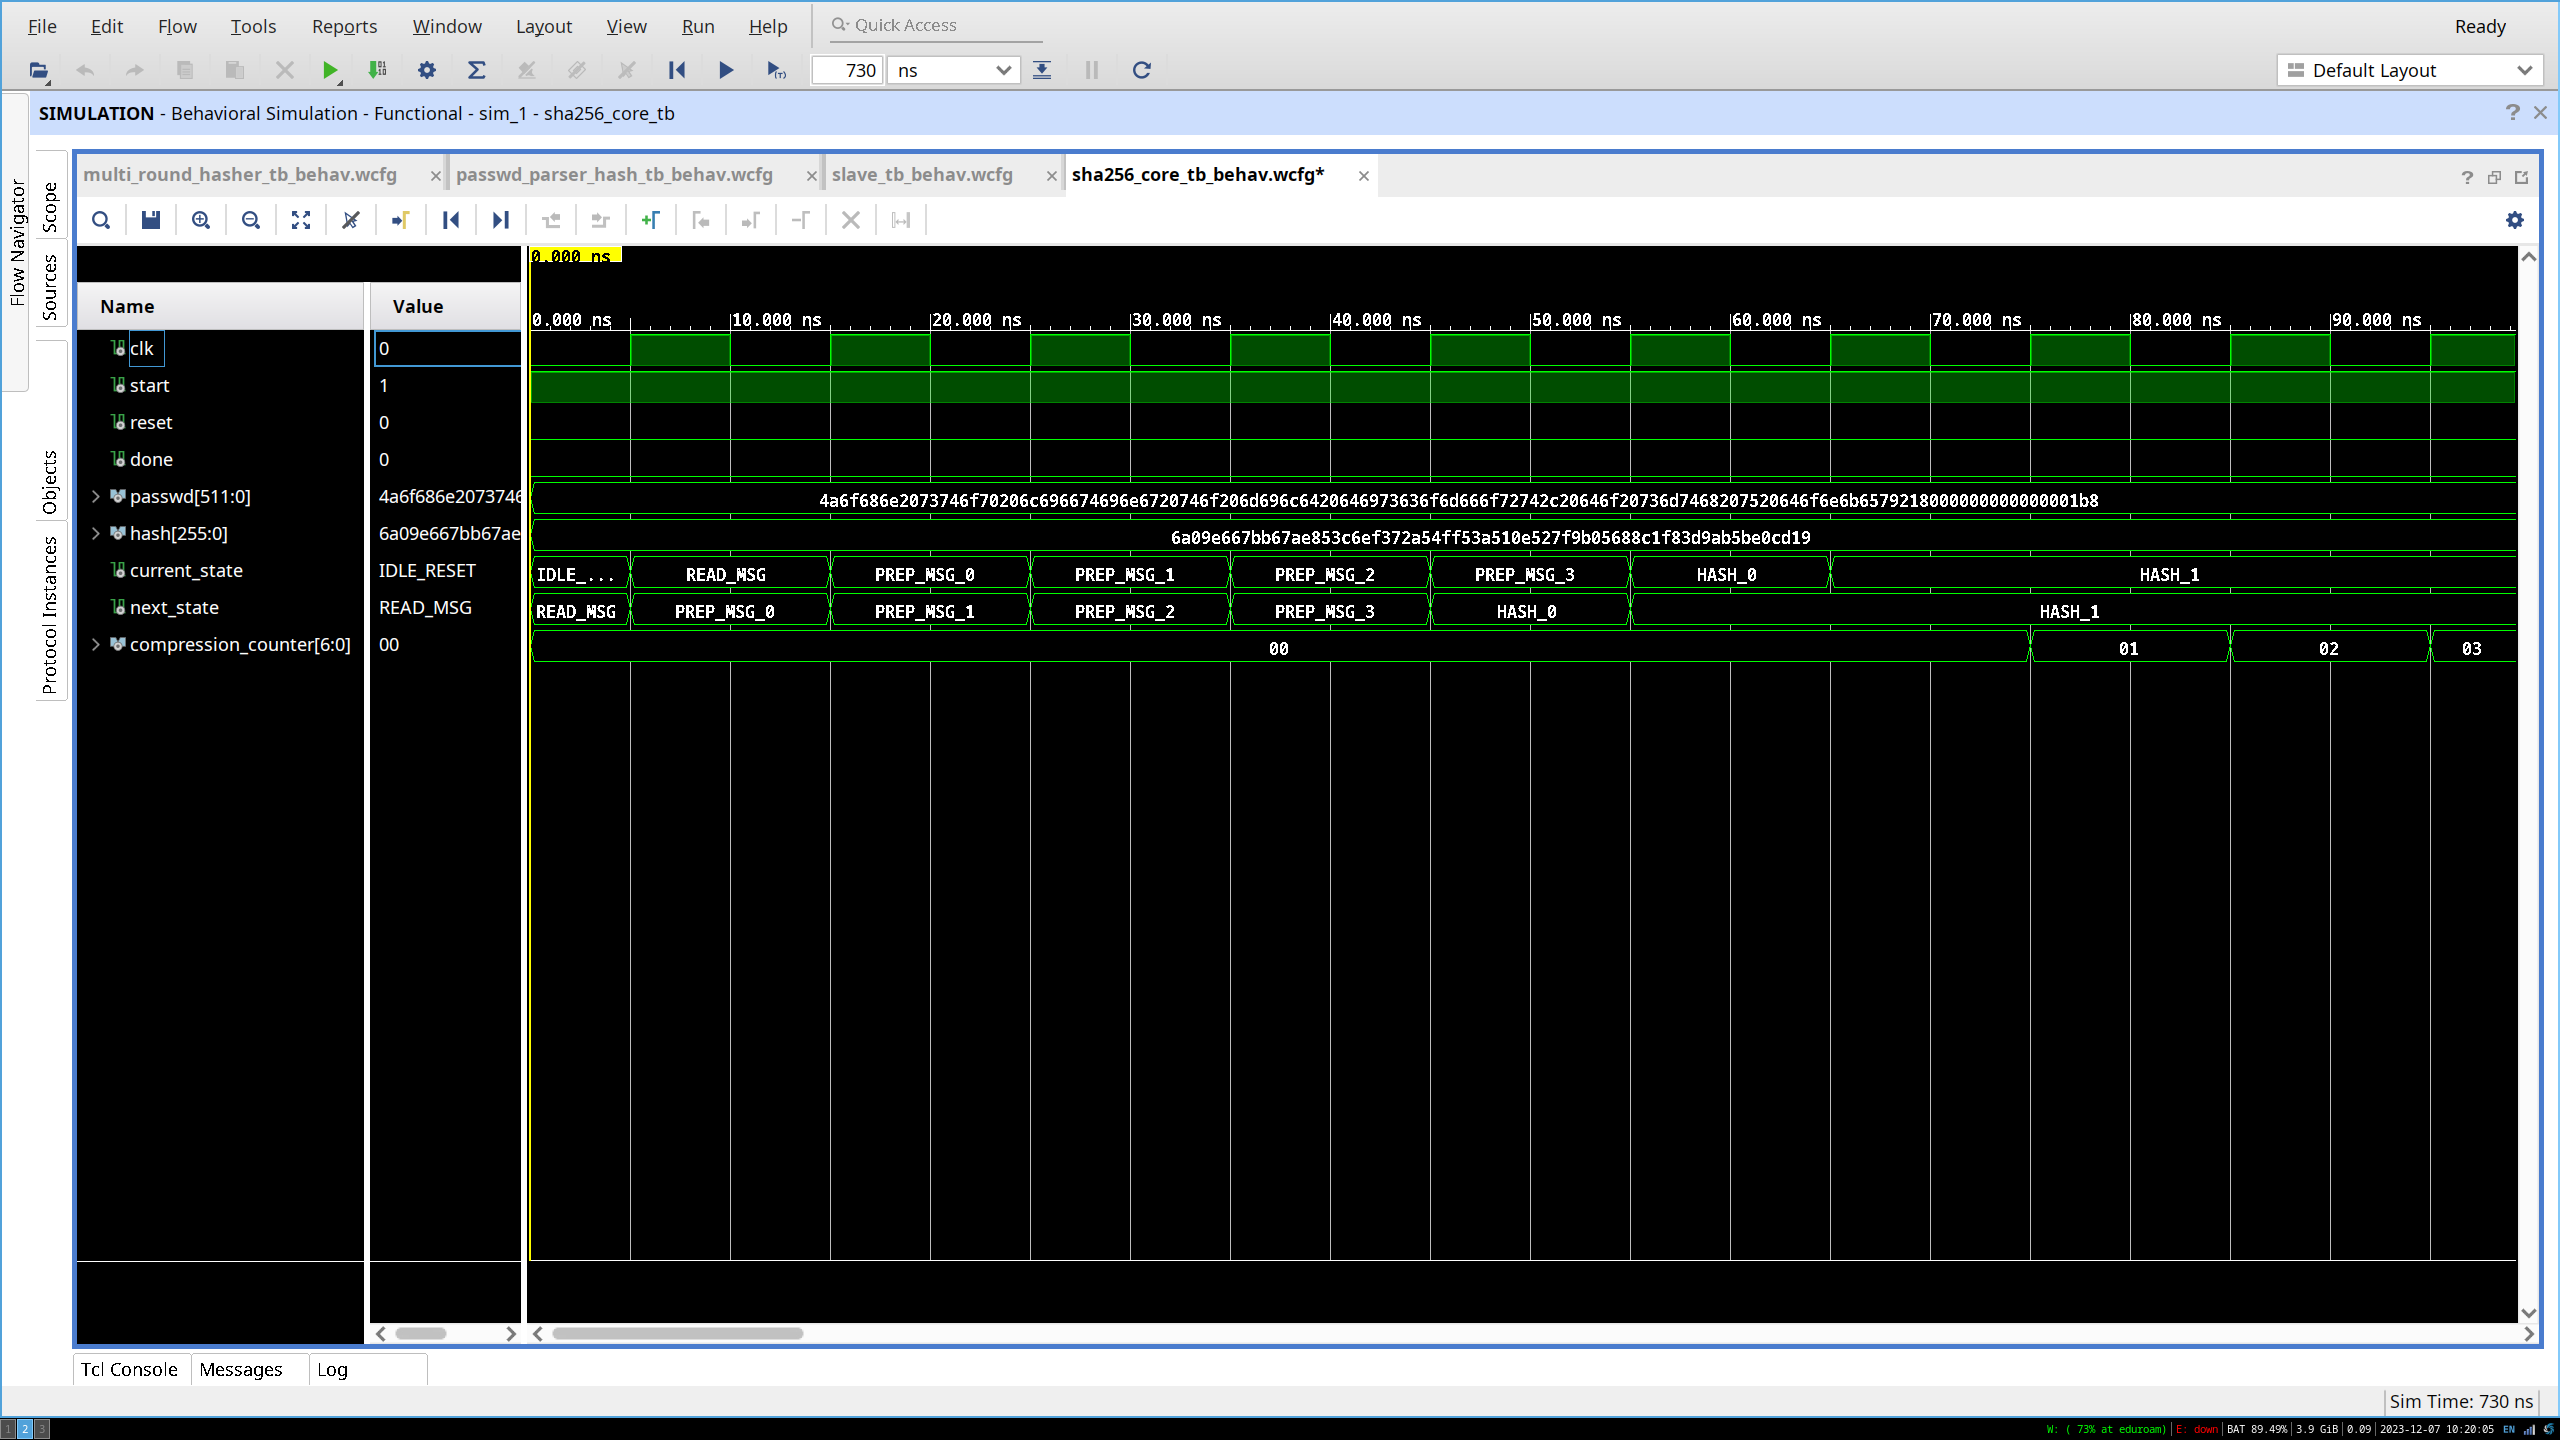 File Edit Flow Tools Reports Window Layout View Run Help Quick Access Ready
730 ns Default Layout
SIMULATION - Behavioral Simulation - Functional - sim_1 - sha256_core_tb
Flow Navigator
Scope
Sources
Objects
Protocol Instances
multi_round_hasher_tb_behav.wcfg passwd_parser_hash_tb_behav.wcfg slave_tb_behav.wcfg sha256_core_tb_behav.wcfg*
0.000 ns
Name Value
0.000 ns 10.000 ns 20.000 ns 30.000 ns 40.000 ns 50.000 ns 60.000 ns 70.000 ns 80.000 ns 90.000 ns
clk 0
start 1
reset 0
done 0
passwd[511:0] 4a6f686e2073746 4a6f686e2073746f70206c696674696e6720746f206d696c6420646973636f6d666f72742c20646f20736d7468207520646f6e6b65792180000000000000001b8
hash[255:0] 6a09e667bb67ae 6a09e667bb67ae853c6ef372a54ff53a510e527f9b05688c1f83d9ab5be0cd19
current_state IDLE_RESET IDLE_... READ_MSG PREP_MSG_0 PREP_MSG_1 PREP_MSG_2 PREP_MSG_3 HASH_0 HASH_1
next_state READ_MSG READ_MSG PREP_MSG_0 PREP_MSG_1 PREP_MSG_2 PREP_MSG_3 HASH_0 HASH_1
compression_counter[6:0] 00 00 01 02 03
Tcl Console Messages Log
Sim Time: 730 ns
1 2 3 W: ( 73% at eduroam) E: down BAT 89.49% 3.9 GiB 0.09 2023-12-07 10:20:05 EN